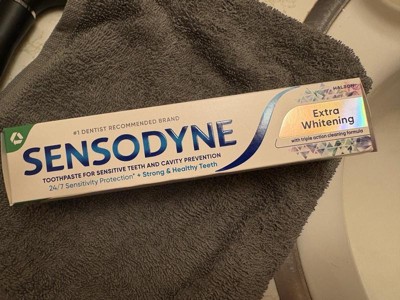 #1 DENTIST RECOMMENDED BRAND
SENSODYNE
TOOTHPASTE FOR SENSITIVE TEETH AND CAVITY PREVENTION
24/7 Sensitivity Protection* + Strong & Healthy Teeth
HALEON
Extra
Whitening
with triple action cleaning formula